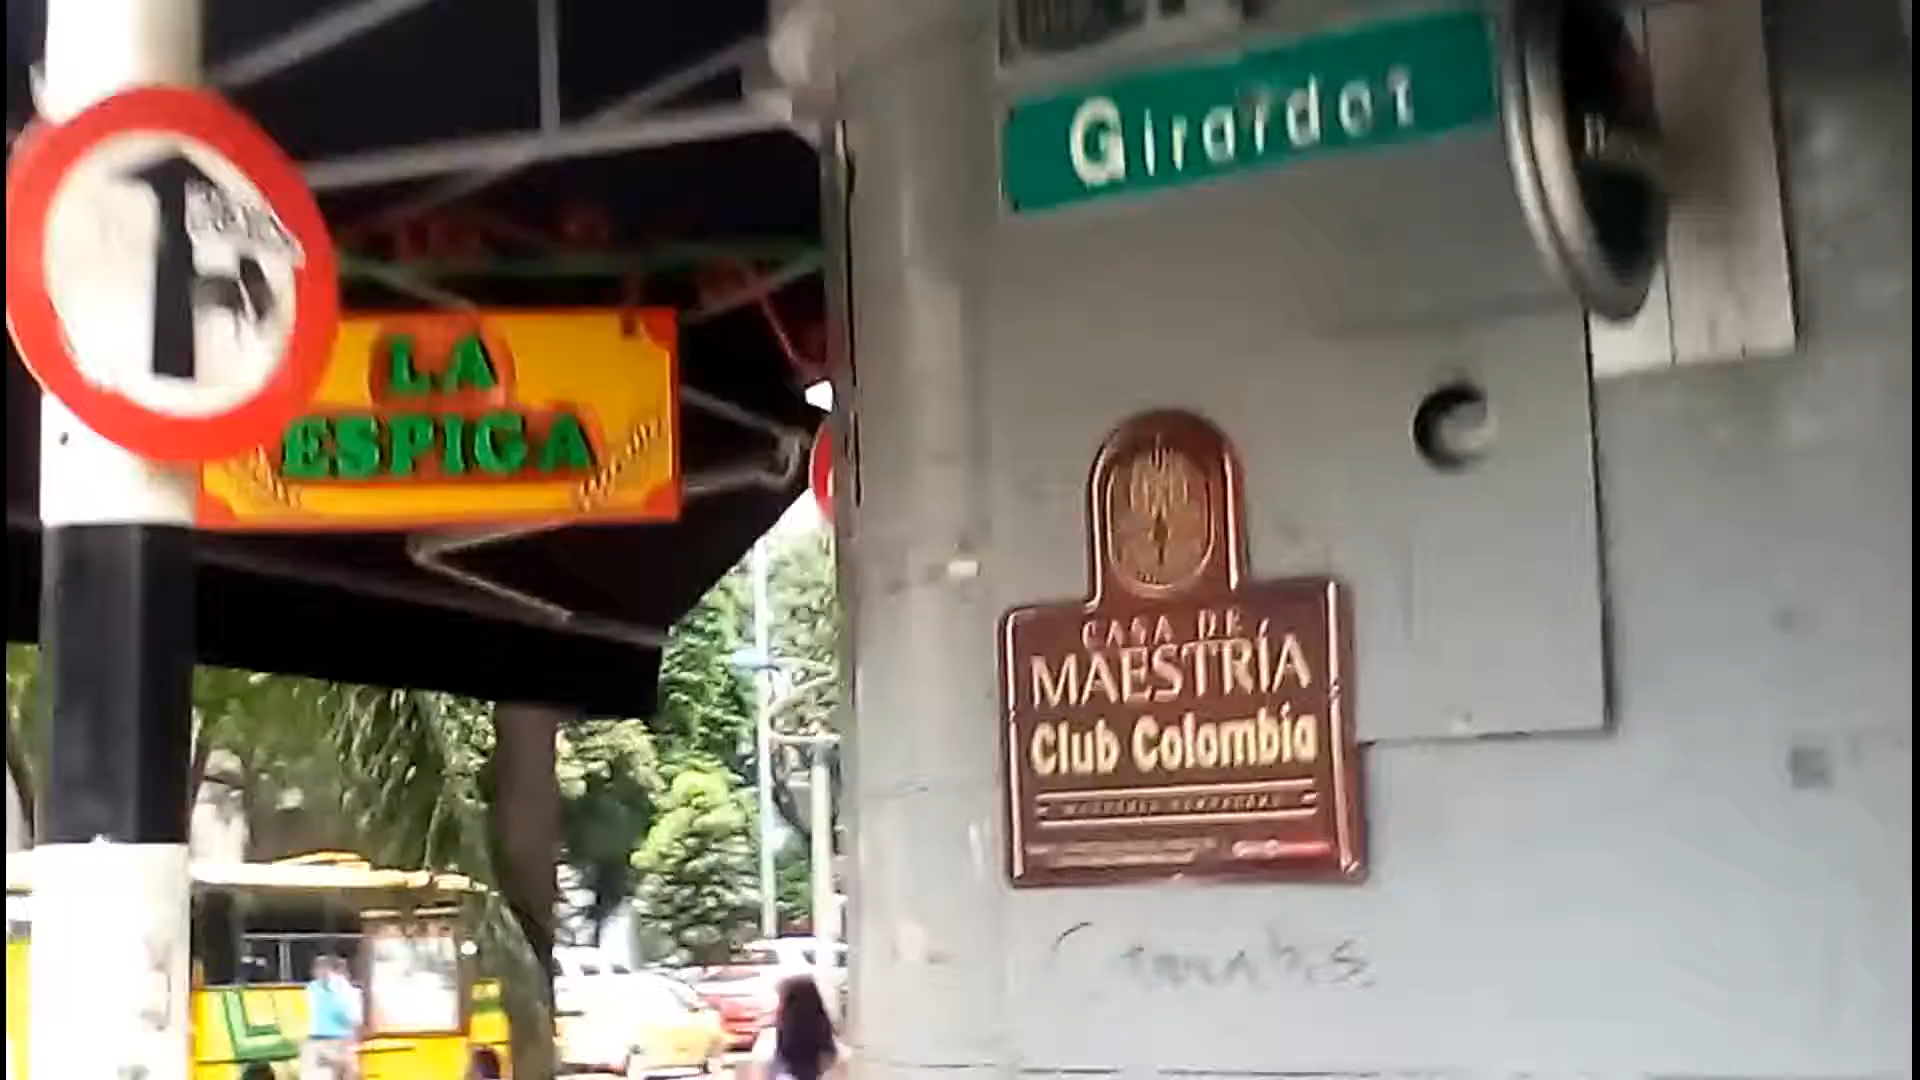 Girardot
LA
ESPIGA
CASA DE
MAESTRÍA
Club Colombia